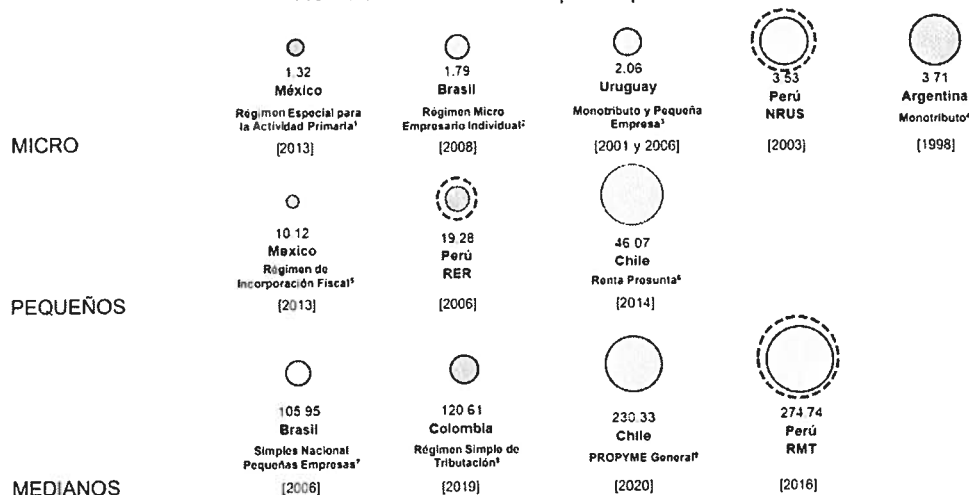 1.32
México
Régimen Especial para
la Actividad Primaria¹
[2013]
1.79
Brasil
Régimen Micro
Empresario Individual²
[2008]
2.06
Uruguay
Monotributo y Pequeña
Empresa³
[2001 y 2006]
3.53
Perú
NRUS
[2003]
3.71
Argentina
Monotributo⁴
[1998]
MICRO
10.12
Mexico
Régimen de
Incorporación Fiscal⁵
[2013]
19.28
Perú
RER
[2006]
46.07
Chile
Renta Presunta⁶
[2014]
PEQUEÑOS
105.95
Brasil
Simples Nacional
Pequeñas Empresas⁷
[2006]
120.61
Colombia
Régimen Simple de
Tributación⁸
[2019]
230.33
Chile
PROPYME General⁹
[2020]
274.74
Perú
RMT
[2016]
MEDIANOS